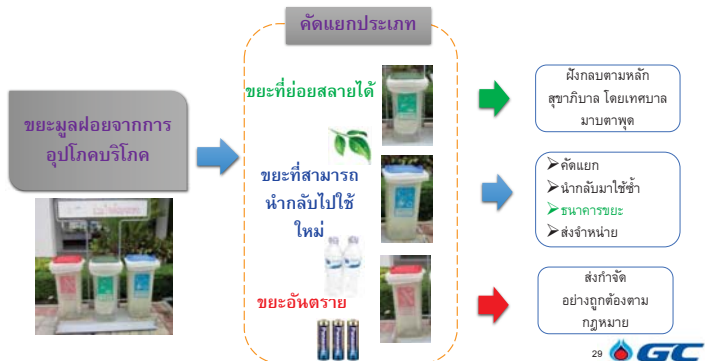 คัดแยกประเภท
ขยะมูลฝอยจากการ
อุปโภคบริโภค
ขยะที่ย่อยสลายได้
ขยะที่สามารถ
นำกลับไปใช้
ใหม่
ขยะอันตราย
ฝังกลบตามหลัก
สุขาภิบาล โดยเทศบาล
มาบตาพุด
➢คัดแยก
➢นำกลับมาใช้ซ้ำ
➢ธนาคารขยะ
➢ส่งจำหน่าย
ส่งกำจัด
อย่างถูกต้องตาม
กฎหมาย
29
GC